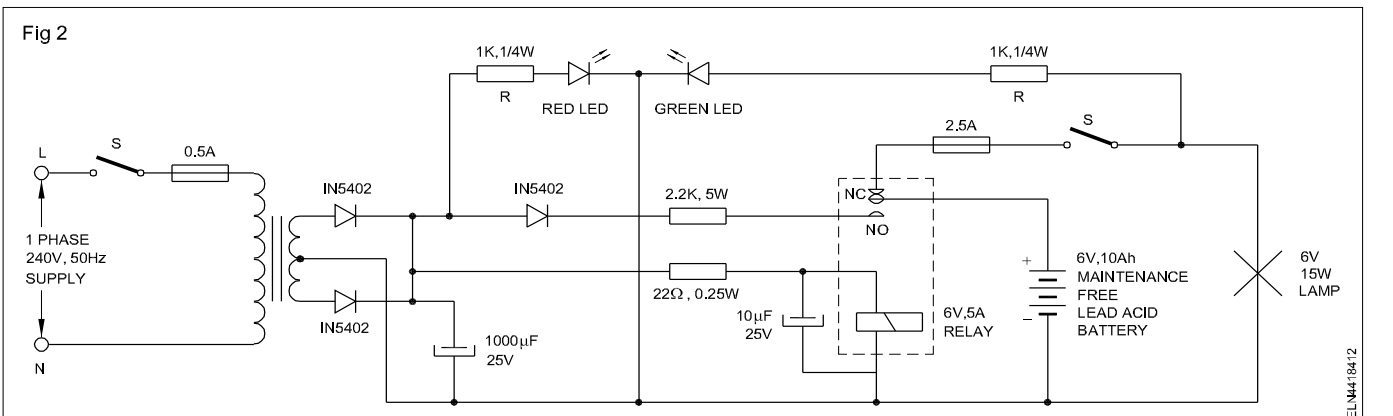 Fig 2
1K,1/4W
R
RED LED
GREEN LED
1K,1/4W
R
L
S
0.5A
2.5A
S
IN5402
IN5402
2.2K, 5W
NC
NO
1 PHASE
240V, 50Hz
SUPPLY
22Ω, 0.25W
+
6V,10Ah
MAINTENANCE
FREE
LEAD ACID
BATTERY
–
6V
15W
LAMP
IN5402
1000µF
25V
10µF
25V
6V,5A
RELAY
N
ELN4418412